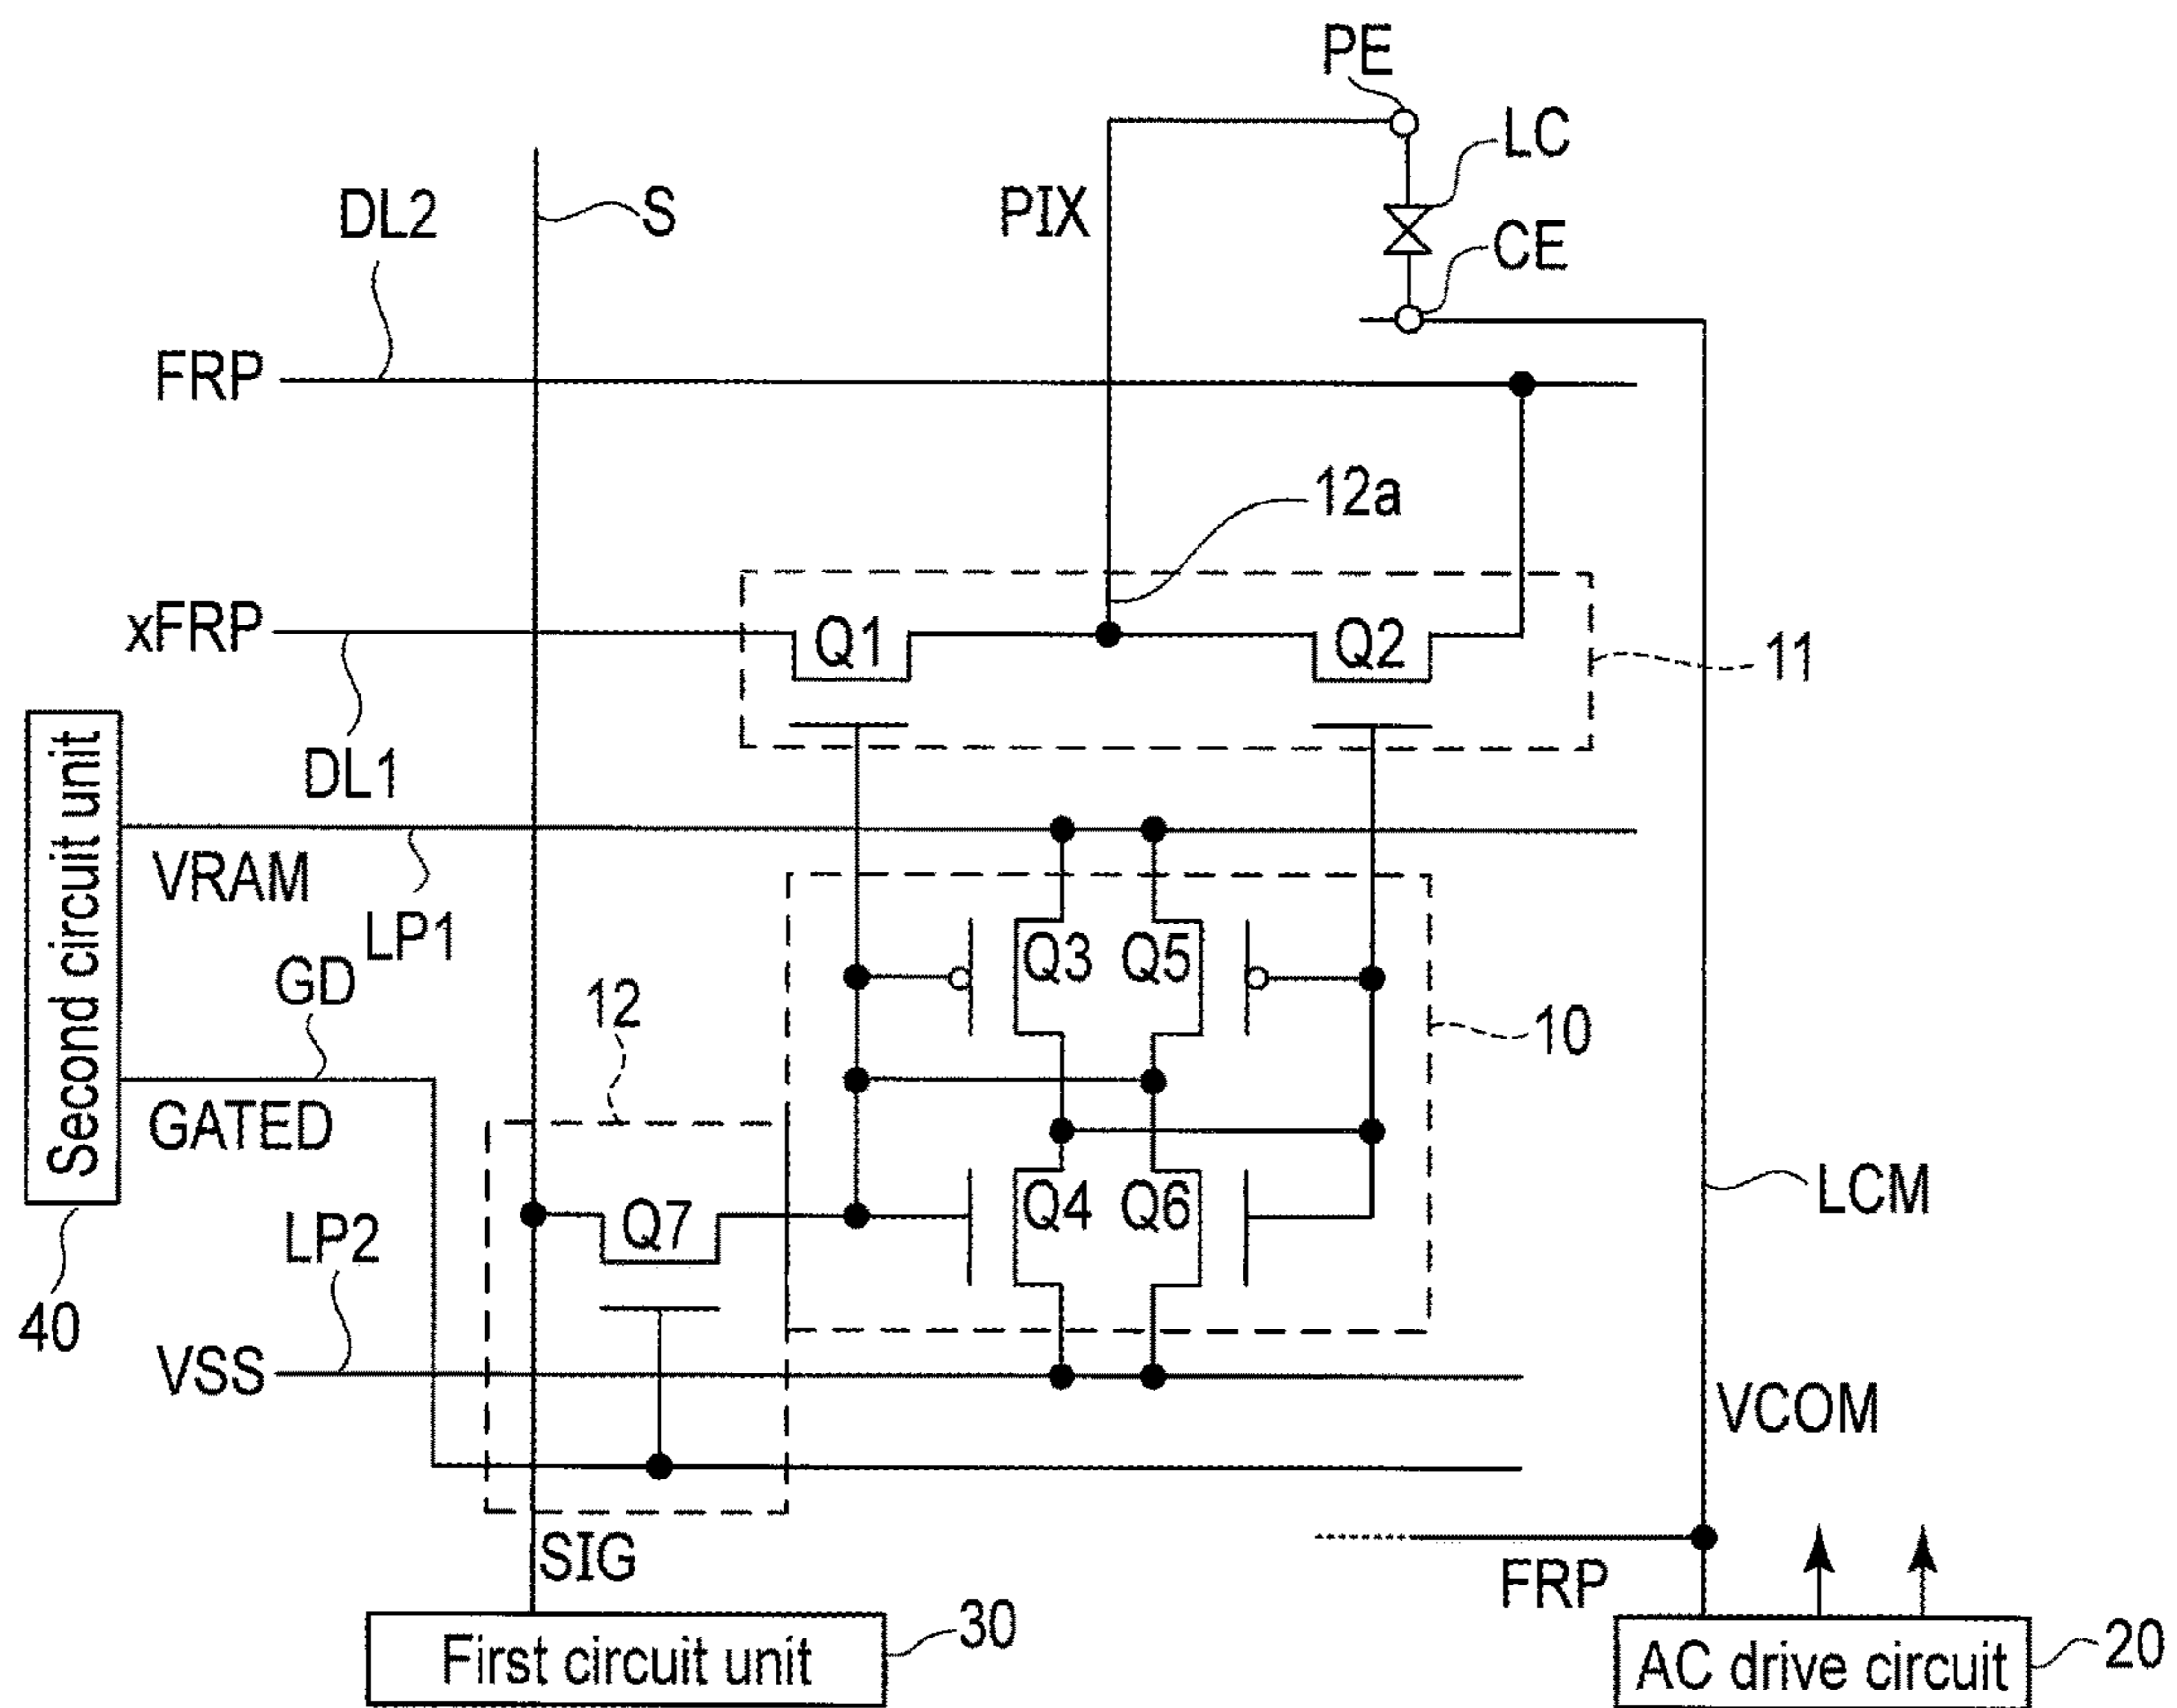 PE
LC
DL2
S
PIX
CE
FRP
12a
xFRP
Q1
Q2
11
DL1
Second circuit unit
VRAM
LP1
Q3
Q5
GD
12
10
GATED
Q7
Q4
Q6
LCM
LP2
40
VSS
VCOM
SIG
FRP
First circuit unit
30
AC drive circuit
20